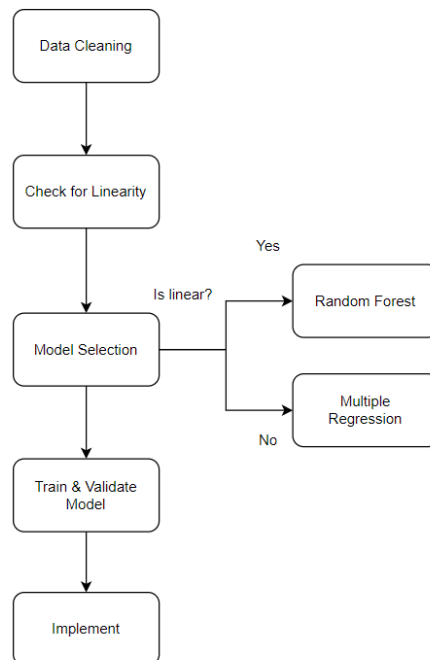 Data Cleaning
Check for Linearity
Yes
Is linear?
Random Forest
Model Selection
Multiple
Regression
No
Train & Validate
Model
Implement